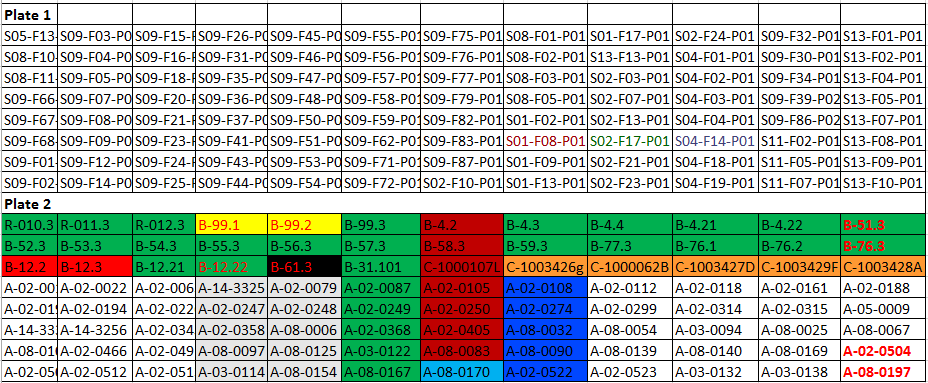 Plate 1
S05-F13- S09-F03-P0 S09-F15-F S09-F26-P0 S09-F45-P0 S09-F55-P01 S09-F75-P01 S08-F01-P01 S01-F17-P01 S02-F24-P01 S09-F32-P01 S13-F01-P01
S08-F10- S09-F04-P0 S09-F16-F S09-F31-P0 S09-F46-P0 S09-F56-P01 S09-F76-P01 S08-F02-P01 S13-F13-P01 S04-F01-P01 S09-F30-P01 S13-F02-P01
S08-F11- S09-F05-P0 S09-F18-F S09-F35-P0 S09-F47-P0 S09-F57-P01 S09-F77-P01 S08-F03-P01 S02-F03-P01 S04-F02-P01 S09-F34-P01 S13-F04-P01
S09-F66- S09-F07-P0 S09-F20-F S09-F36-P0 S09-F48-P0 S09-F58-P01 S09-F79-P01 S08-F05-P01 S02-F07-P01 S04-F03-P01 S09-F39-P02 S13-F05-P01
S09-F67- S09-F08-P0 S09-F21-F S09-F37-P0 S09-F50-P0 S09-F59-P01 S09-F82-P01 S01-F02-P01 S02-F13-P01 S04-F04-P01 S09-F86-P02 S13-F07-P01
S09-F68- S09-F09-P0 S09-F23-F S09-F41-P0 S09-F51-P0 S09-F62-P01 S09-F83-P01 S01-F08-P01 S02-F17-P01 S04-F14-P01 S11-F02-P01 S13-F08-P01
S09-F01- S09-F12-P0 S09-F24-F S09-F43-P0 S09-F53-P0 S09-F71-P01 S09-F87-P01 S01-F09-P01 S02-F21-P01 S04-F18-P01 S11-F05-P01 S13-F09-P01
S09-F02- S09-F14-P0 S09-F25-F S09-F44-P0 S09-F54-P0 S09-F72-P01 S02-F10-P01 S01-F13-P01 S02-F23-P01 S04-F19-P01 S11-F07-P01 S13-F10-P01
Plate 2
R-010.3 R-011.3 R-012.3 B-99.1 B-99.2 B-99.3 B-4.2 B-4.3 B-4.4 B-4.21 B-4.22 B-51.3
B-52.3 B-53.3 B-54.3 B-55.3 B-56.3 B-57.3 B-58.3 B-59.3 B-77.3 B-76.1 B-76.2 B-76.3
B-12.2 B-12.3 B-12.21 B-12.22 B-61.3 B-31.101 C-1000107L C-1003426g C-1000062B C-1003427D C-1003429F C-1003428A
A-02-00 A-02-0022 A-02-006 A-14-3325 A-02-0079 A-02-0087 A-02-0105 A-02-0108 A-02-0112 A-02-0118 A-02-0161 A-02-0188
A-02-01 A-02-0194 A-02-022 A-02-0247 A-02-0248 A-02-0249 A-02-0250 A-02-0274 A-02-0299 A-02-0314 A-02-0315 A-05-0009
A-14-33 A-14-3256 A-02-034 A-02-0358 A-08-0006 A-02-0368 A-02-0405 A-08-0032 A-08-0054 A-03-0094 A-08-0025 A-08-0067
A-08-01 A-02-0466 A-02-049 A-08-0097 A-08-0125 A-03-0122 A-08-0083 A-08-0090 A-08-0139 A-08-0140 A-08-0169 A-02-0504
A-02-05 A-02-0512 A-02-051 A-03-0114 A-08-0154 A-08-0167 A-08-0170 A-02-0522 A-02-0523 A-03-0132 A-03-0138 A-08-0197